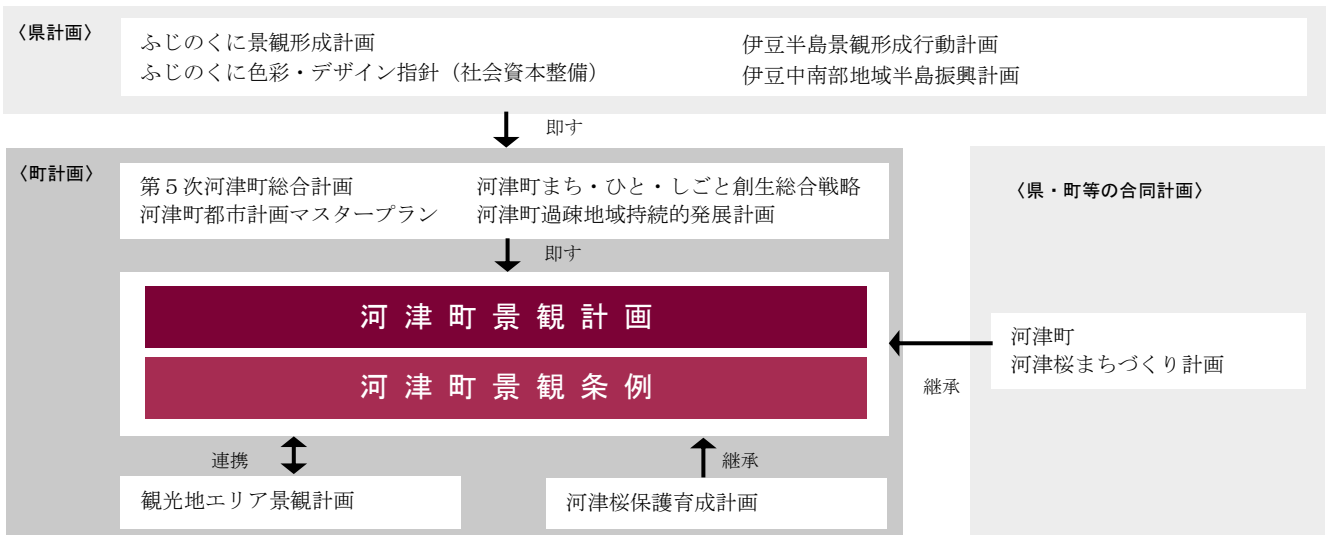 〈県計画〉
ふじのくに景観形成計画
ふじのくに色彩・デザイン指針（社会資本整備）
伊豆半島景観形成行動計画
伊豆中南部地域半島振興計画
即す
〈町計画〉
第５次河津町総合計画
河津町都市計画マスタープラン
河津町まち・ひと・しごと創生総合戦略
河津町過疎地域持続的発展計画
即す
河津町景観計画
河津町景観条例
連携
継承
観光地エリア景観計画
河津桜保護育成計画
〈県・町等の合同計画〉
河津町
河津桜まちづくり計画
継承